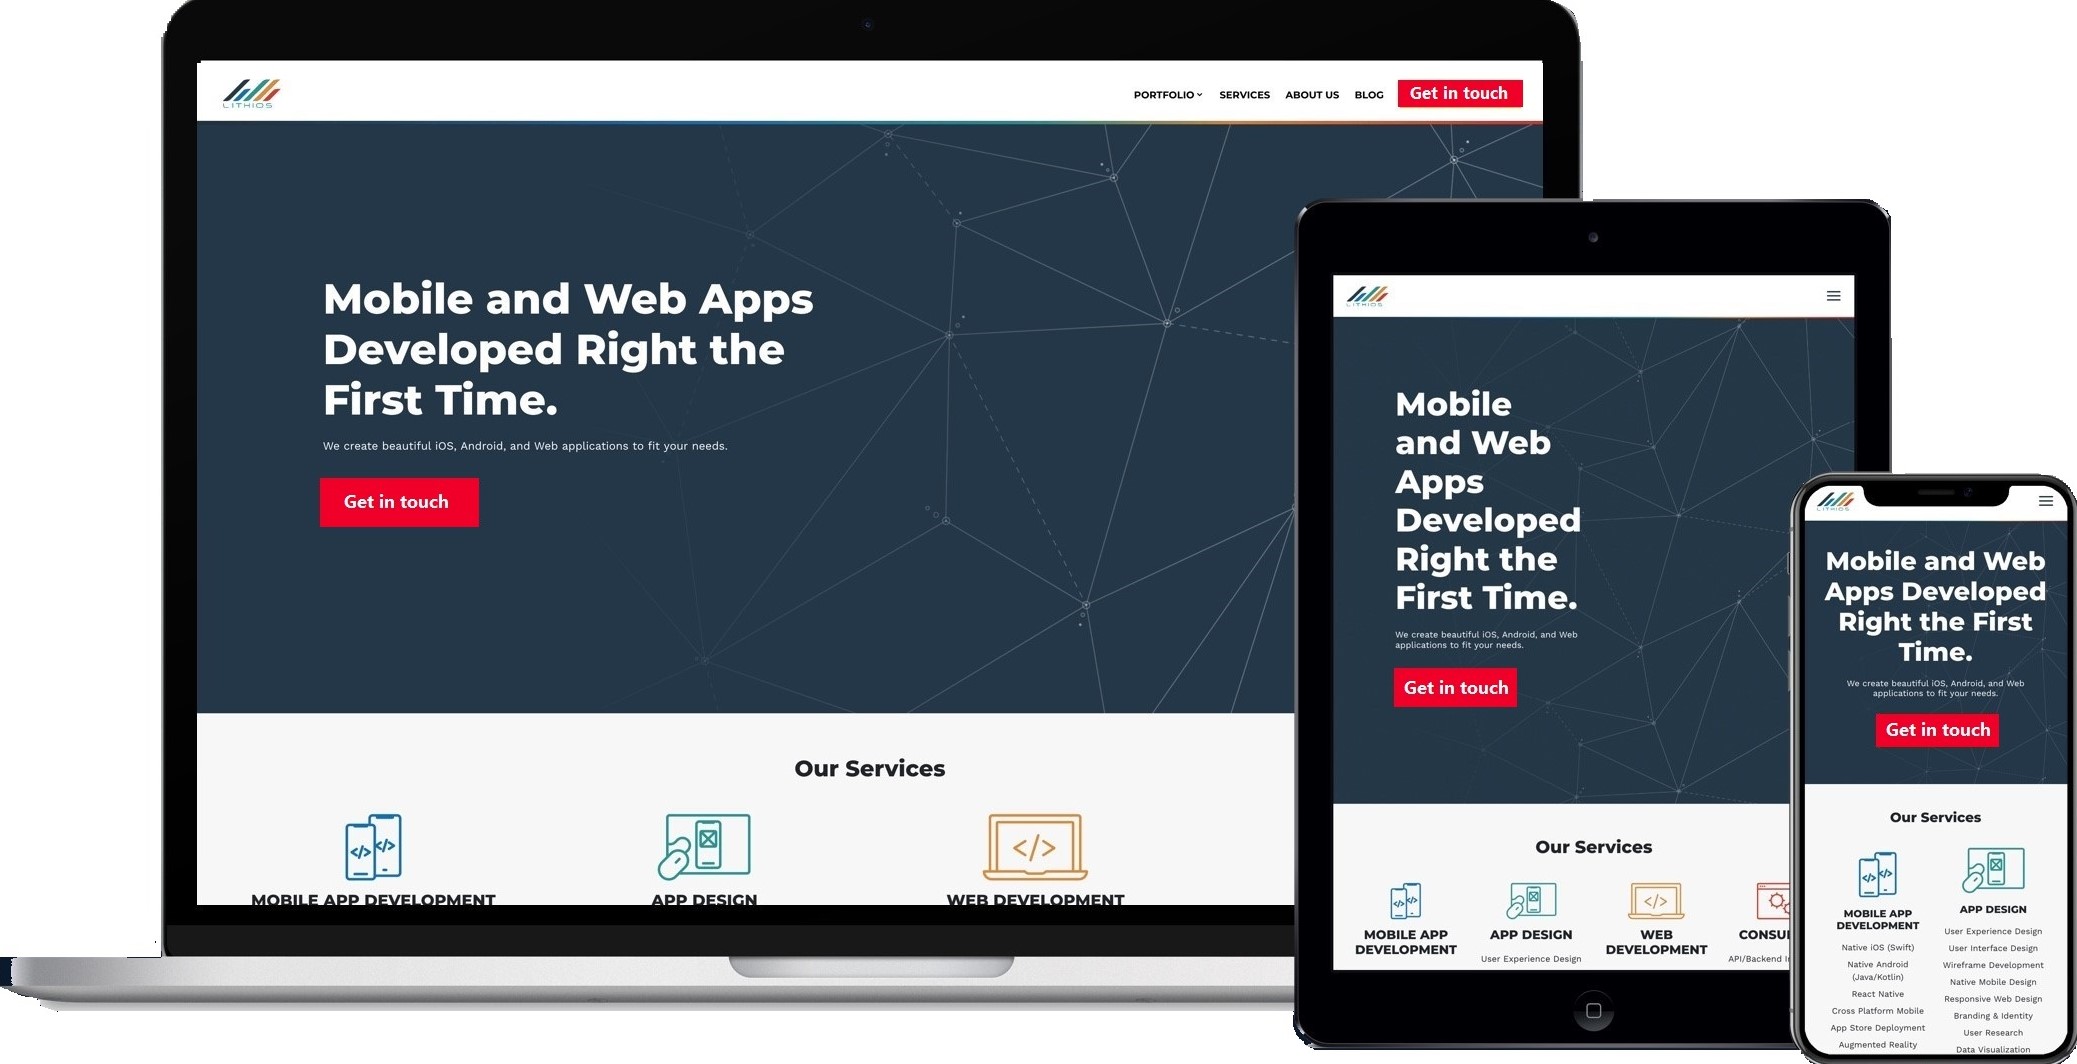 LITHIOS
PORTFOLIO SERVICES ABOUT US BLOG Get in touch
Mobile and Web Apps
Developed Right the
First Time.
We create beautiful iOS, Android, and Web applications to fit your needs.
Get in touch
Our Services
</>
</>
</>
MOBILE APP DEVELOPMENT
APP DESIGN
WEB DEVELOPMENT
LITHIOS
Mobile
and Web
Apps
Developed
Right the
First Time.
We create beautiful iOS, Android, and Web
applications to fit your needs.
Get in touch
Our Services
</>
</>
</>
MOBILE APP
DEVELOPMENT
APP DESIGN
User Experience Design
WEB
DEVELOPMENT
API/Backend
LITHIOS
Mobile and Web
Apps Developed
Right the First
Time.
We create beautiful iOS, Android, and Web
applications to fit your needs.
Get in touch
Our Services
</>
</>
MOBILE APP
DEVELOPMENT
Native iOS (Swift)
Native Android
(Java/Kotlin)
React Native
Cross Platform Mobile
App Store Deployment
Augmented Reality
APP DESIGN
User Experience Design
User Interface Design
Wireframe Development
Native Mobile Design
Responsive Web Design
Branding & Identity
User Research
Data Visualization